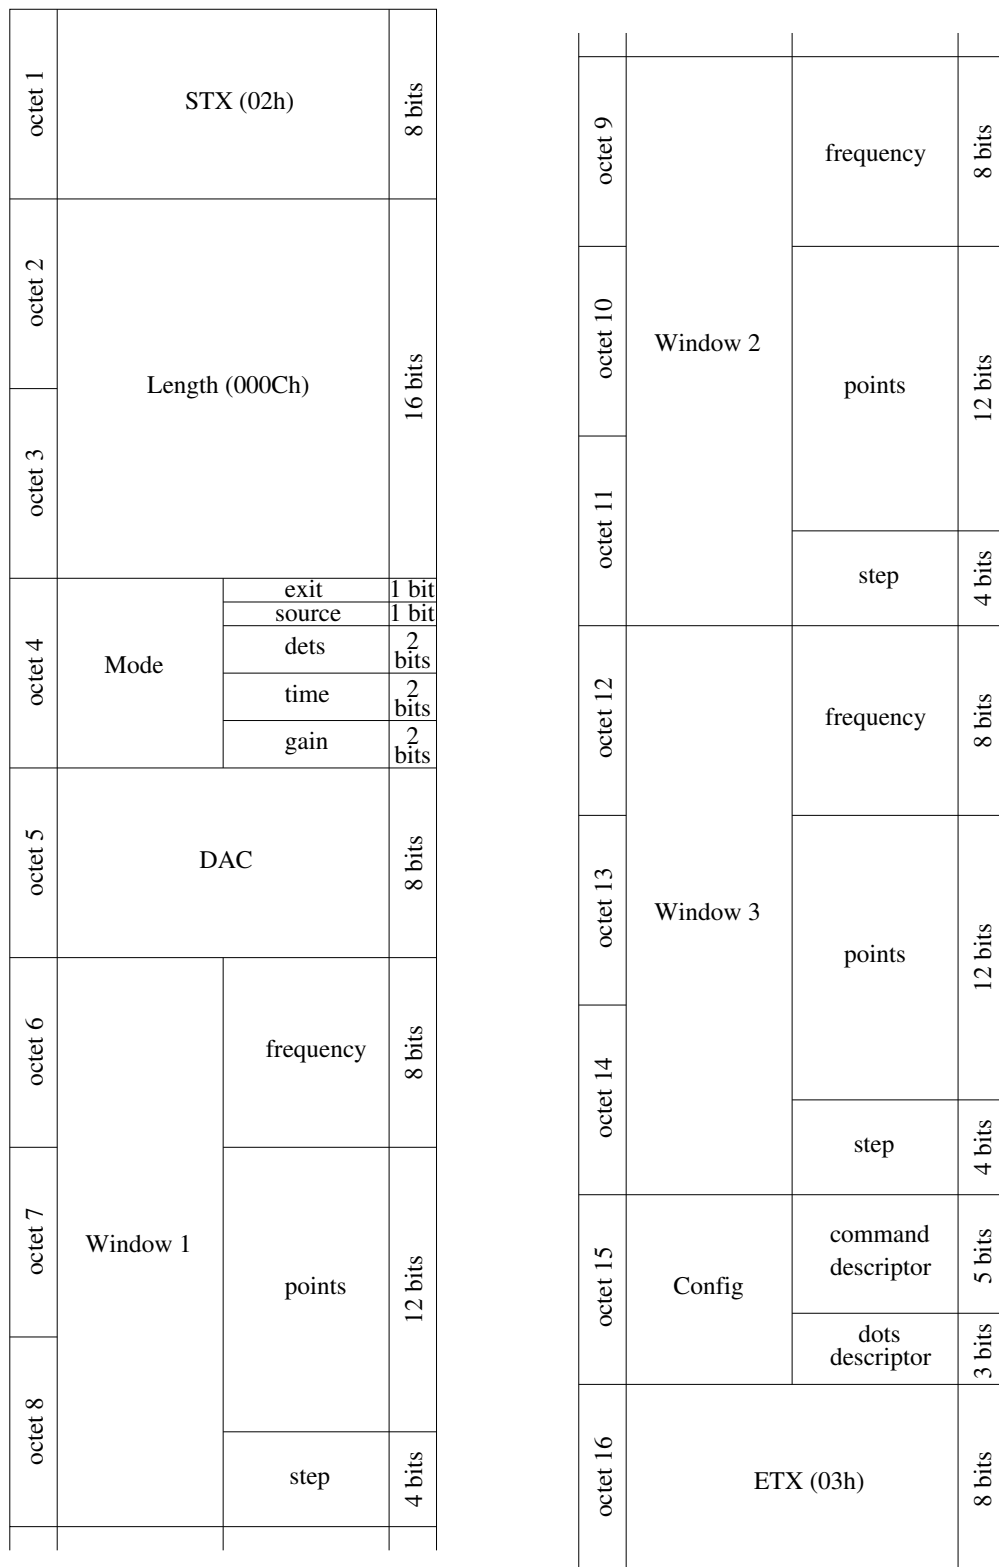 octet 1
STX (02h)
8 bits
octet 2
octet 3
Length (000Ch)
16 bits
octet 4
Mode
exit
1 bit
source
1 bit
dets
2
bits
time
2
bits
gain
2
bits
octet 5
DAC
8 bits
octet 6
octet 7
octet 8
Window 1
frequency
8 bits
points
12 bits
step
4 bits
octet 9
octet 10
octet 11
Window 2
frequency
8 bits
points
12 bits
step
4 bits
octet 12
octet 13
octet 14
Window 3
frequency
8 bits
points
12 bits
step
4 bits
octet 15
Config
command
descriptor
5 bits
dots
descriptor
3 bits
octet 16
ETX (03h)
8 bits